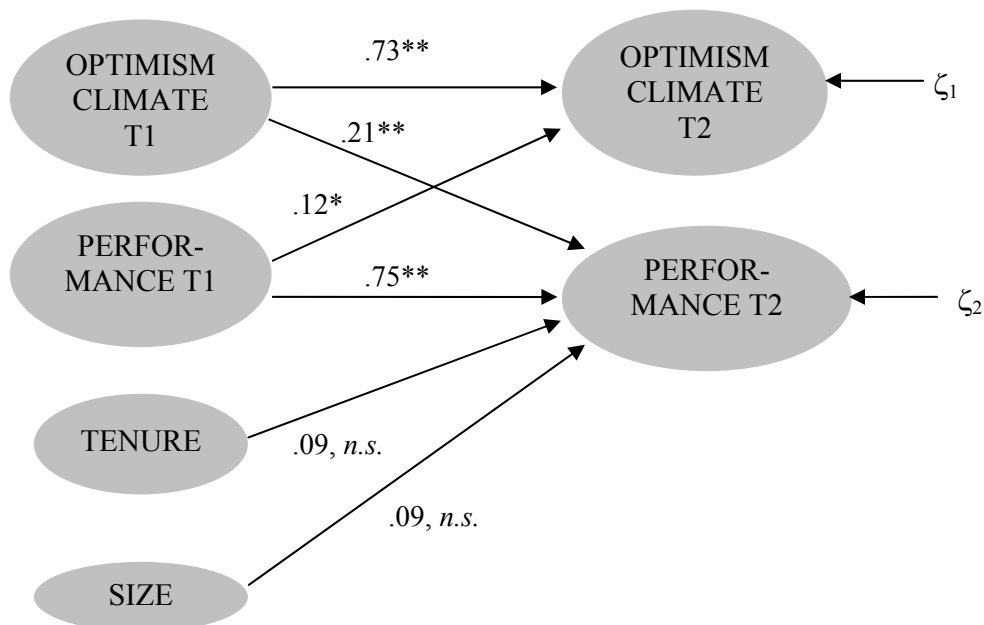 OPTIMISM
CLIMATE
T1
.73**
OPTIMISM
CLIMATE
T2
ζ1
.21**
.12*
PERFOR-
MANCE T1
.75**
PERFOR-
MANCE T2
ζ2
TENURE
.09, n.s.
.09, n.s.
SIZE